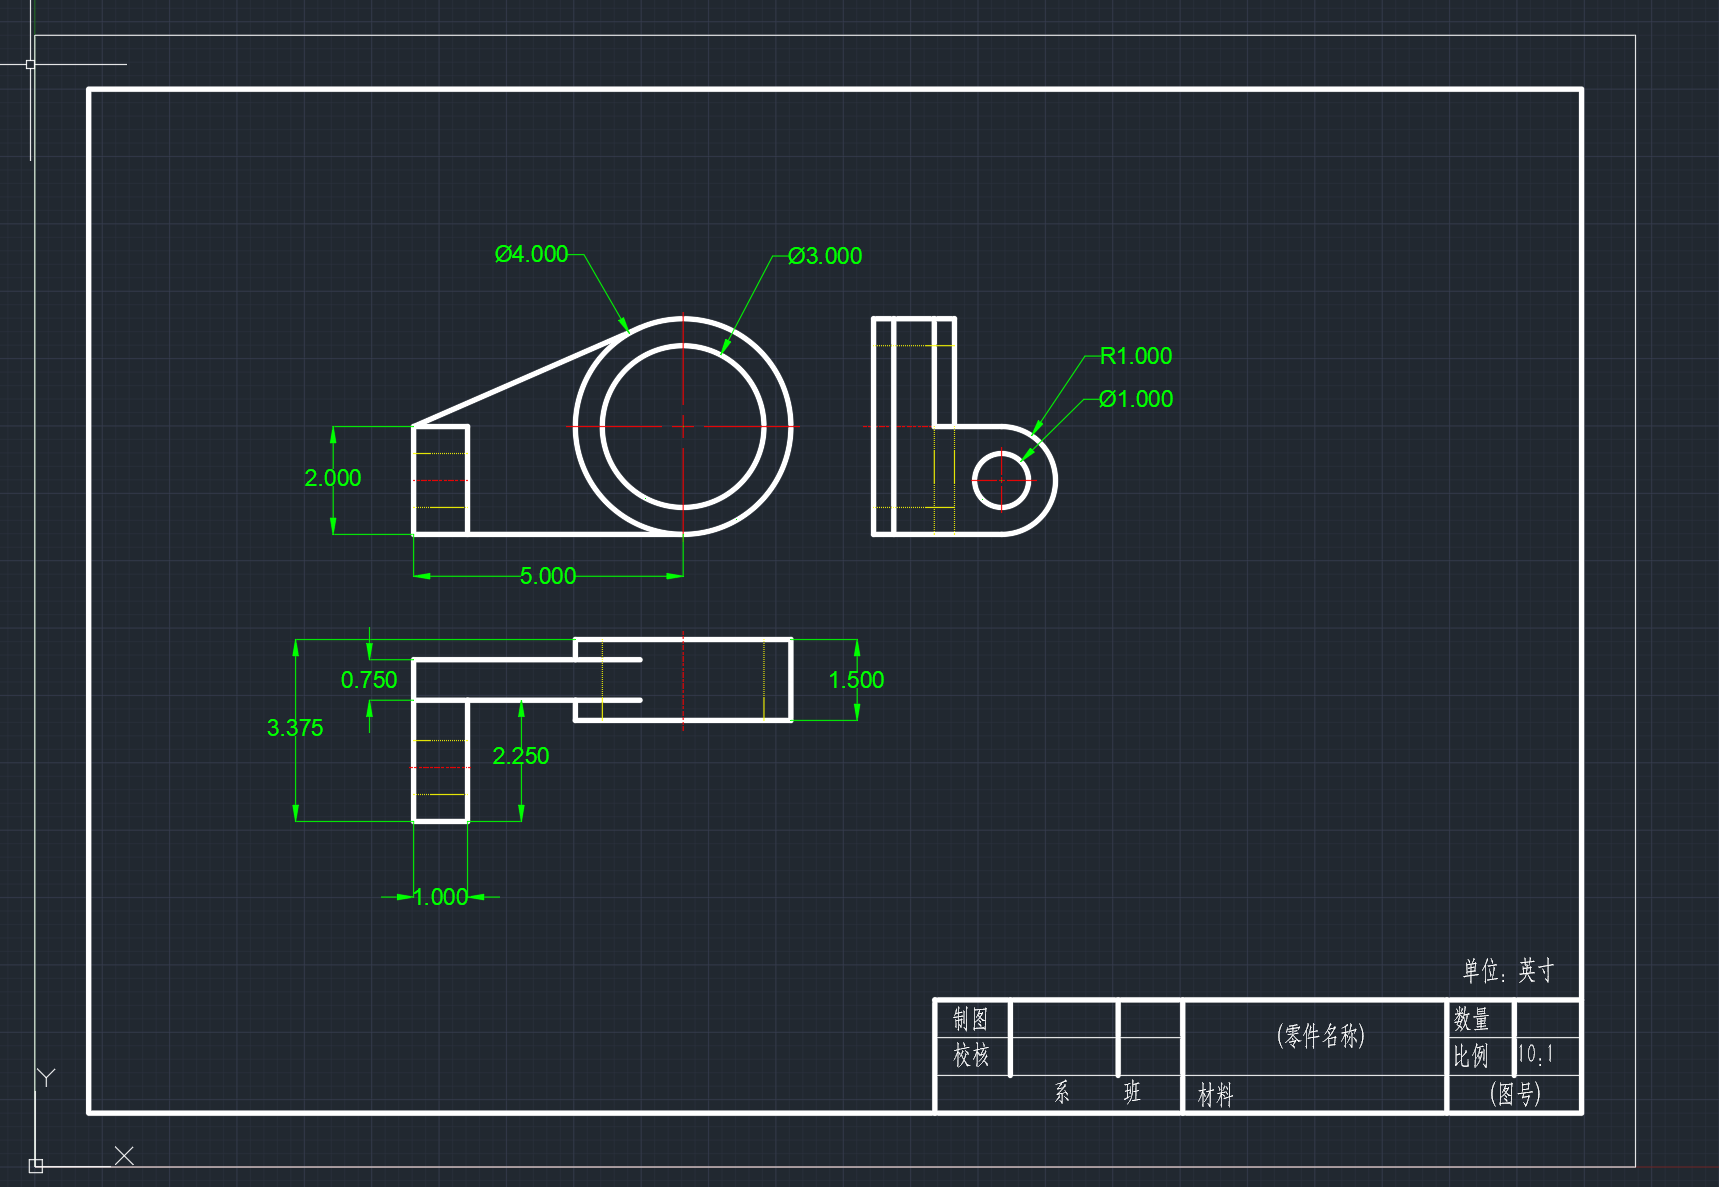 Ø4.000
Ø3.000
R1.000
Ø1.000
2.000
5.000
0.750
1.500
3.375
2.250
1.000
单位: 英寸
制图
(零件名称)
数量
校核
比例
10:1
系 班
材料
(图号)
Y
X